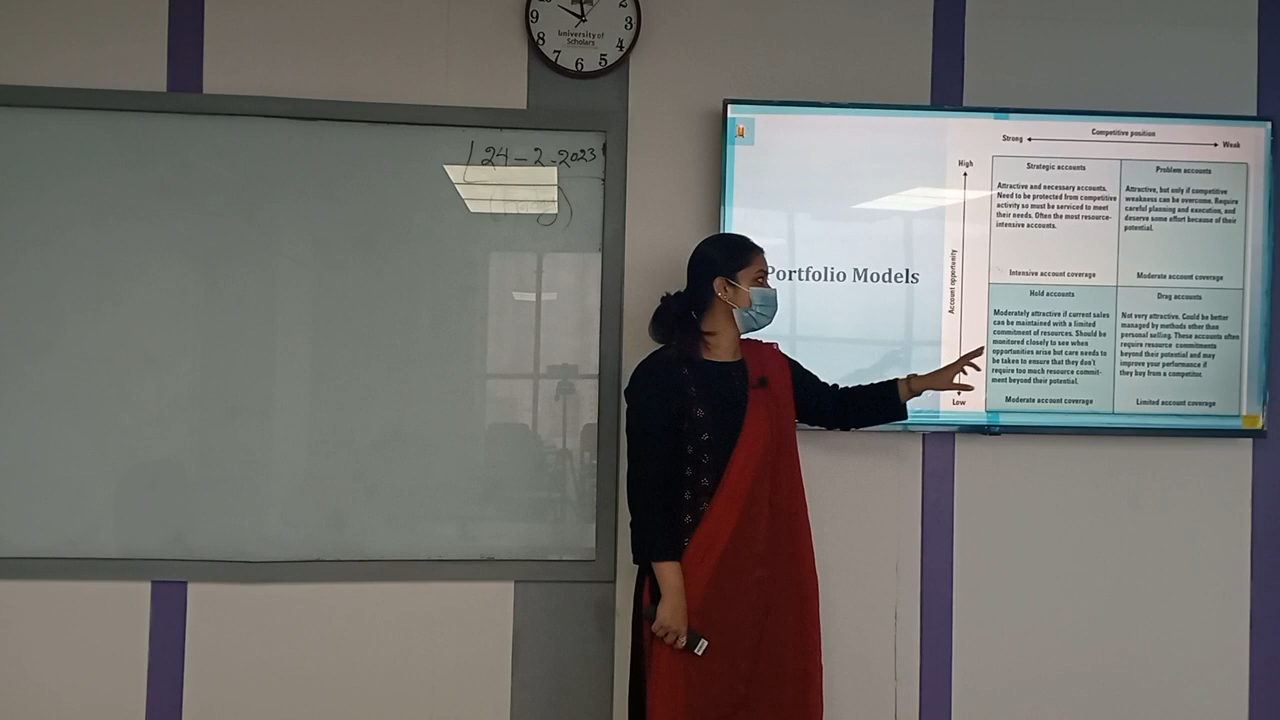 2
9
3
8
4
7
6
5
University of
Scholars
24-2-2023
Portfolio Models
Competitive position
Strong
Weak
High
Account opportunity
Low
Strategic accounts
Attractive and necessary accounts.
Need to be protected from competitive
activity so must be serviced to meet
their needs. Often the most resource-
intensive accounts.
Intensive account coverage
Problem accounts
Attractive, but only if competitive
weakness can be overcome. Require
careful planning and execution, and
deserve some effort because of their
potential.
Moderate account coverage
Hold accounts
Moderately attractive if current sales
can be maintained with a limited
commitment of resources. Should be
monitored closely to see when
opportunities arise but care needs to
be taken to ensure that they don't
require too much resource commit-
ment beyond their potential.
Moderate account coverage
Drag accounts
Not very attractive. Could be better
managed by methods other than
personal selling. These accounts often
require resource commitments
beyond their potential and may
improve your performance if
they buy from a competitor.
Limited account coverage